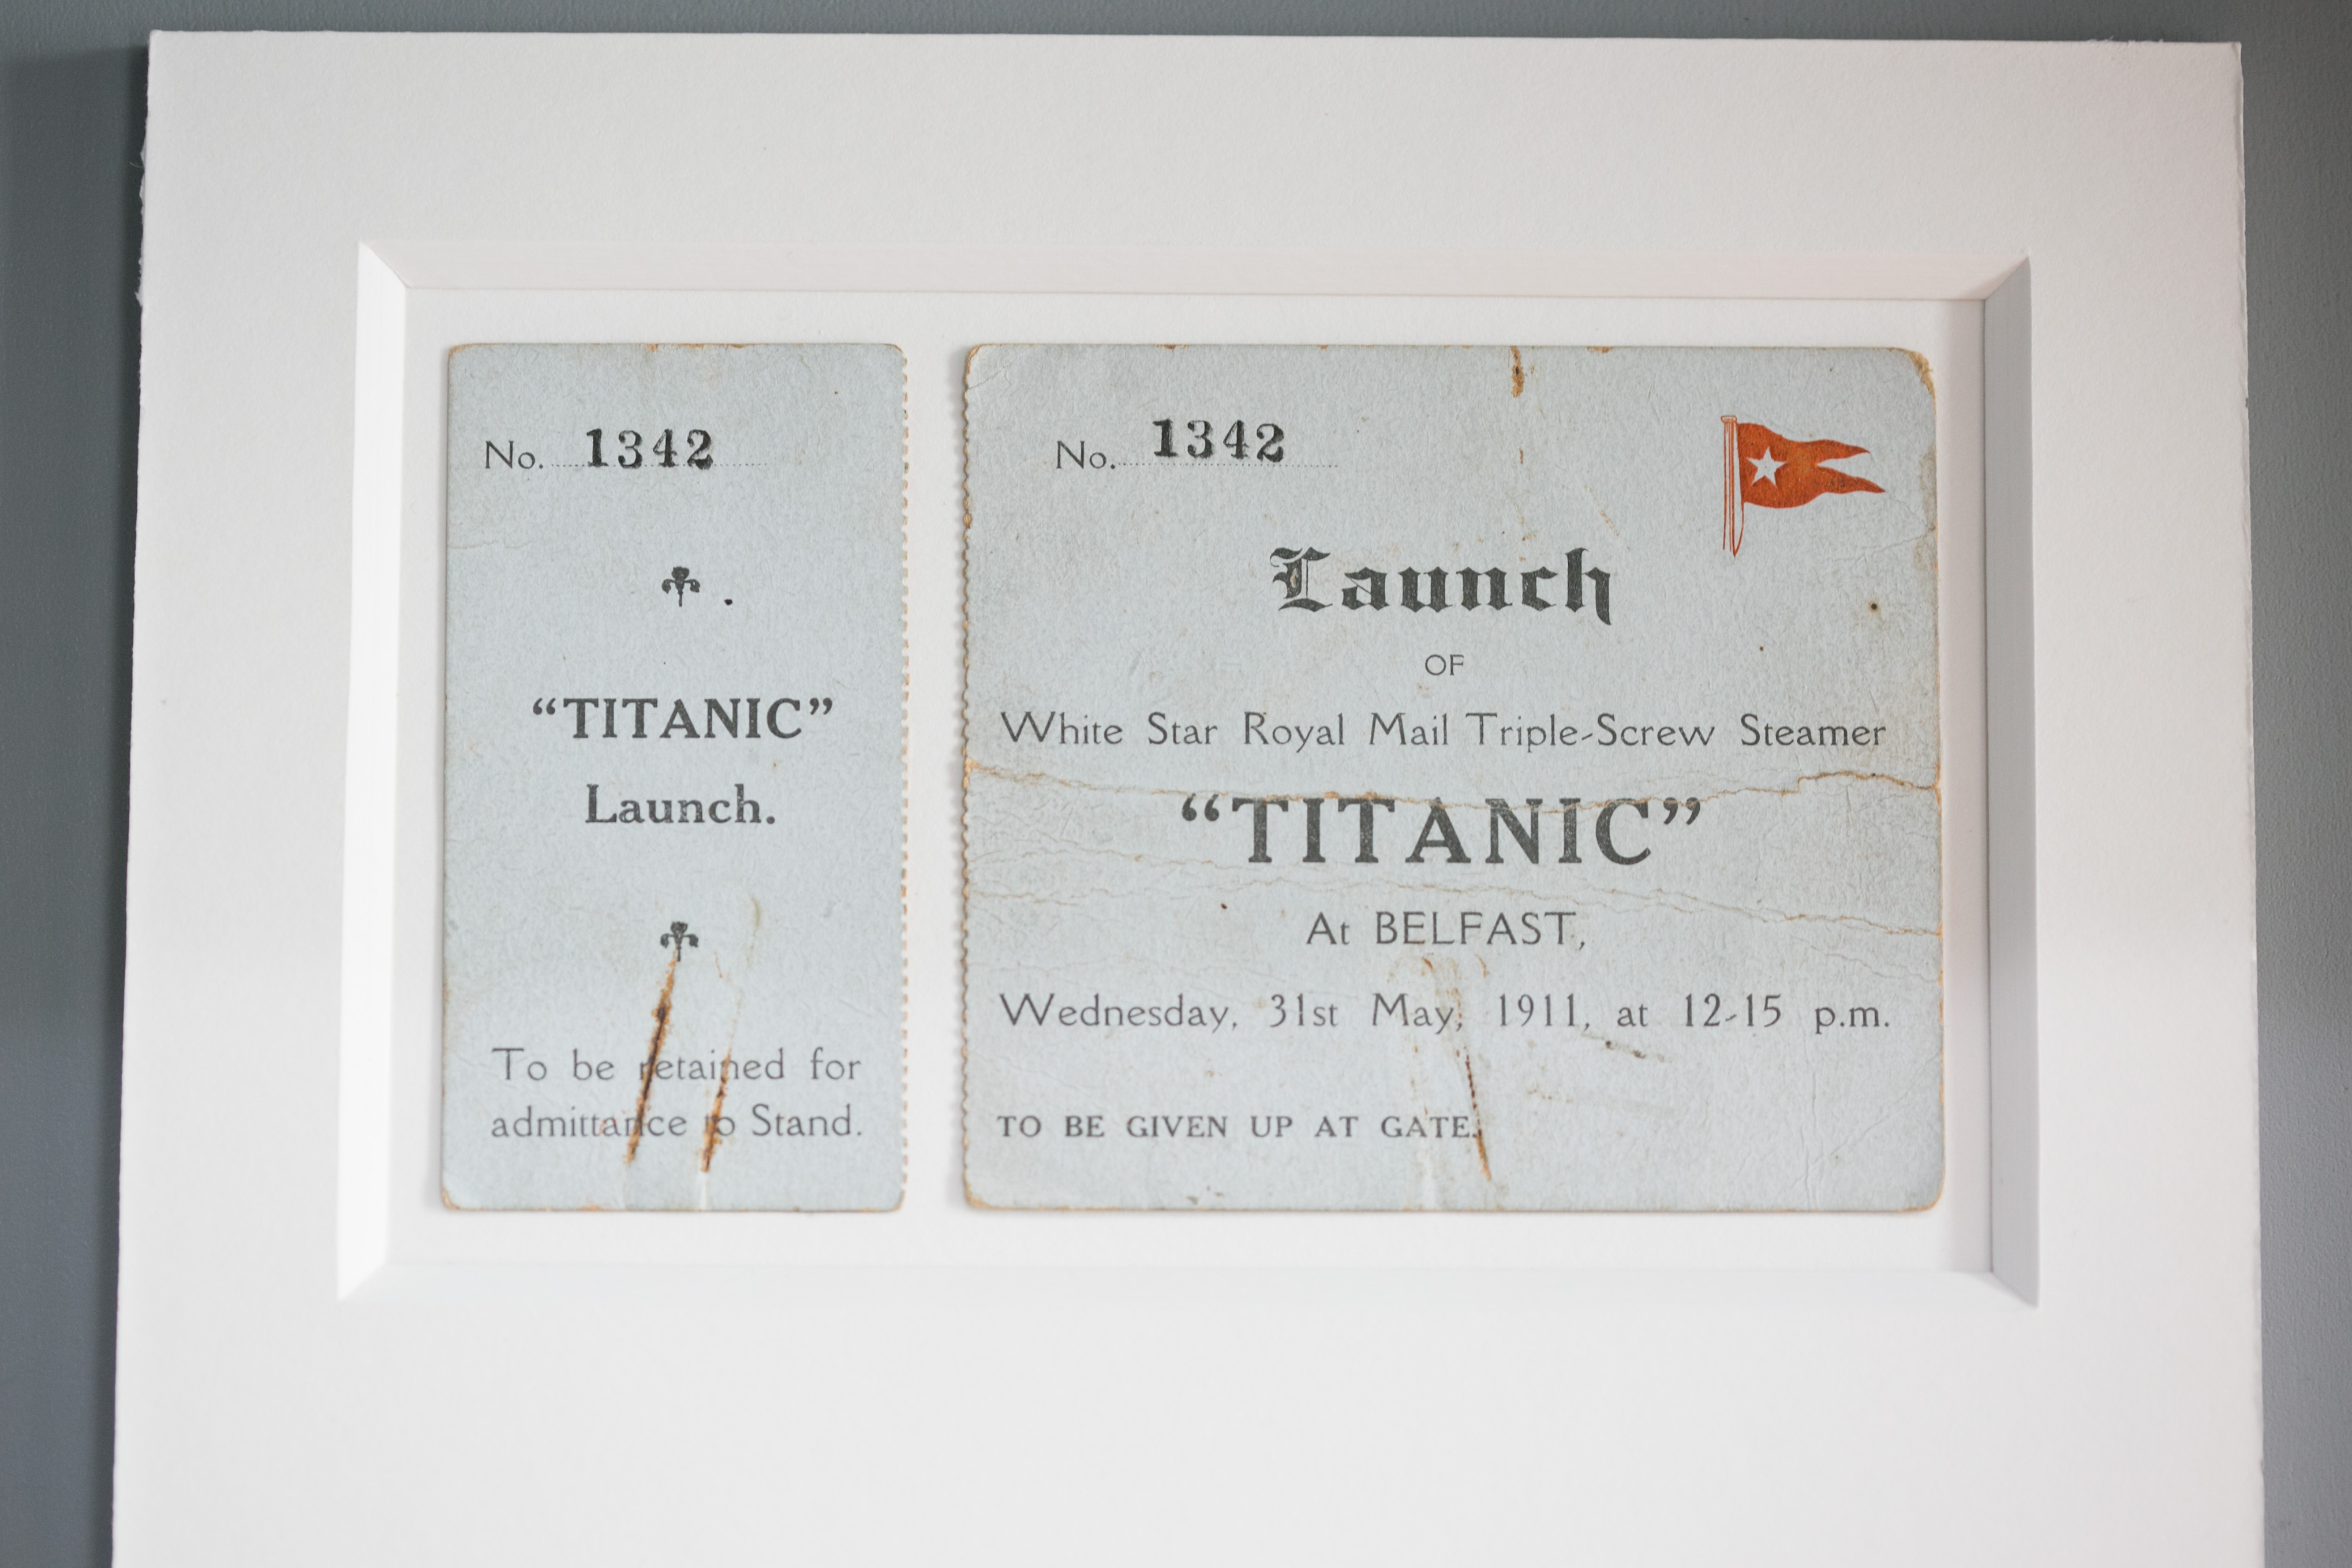 No. 1342
"TITANIC"
Launch.
To be retained for
admittance to Stand.
No. 1342
Launch
OF
White Star Royal Mail Triple-Screw Steamer
"TITANIC"
At BELFAST,
Wednesday, 31st May, 1911, at 12-15 p.m.
TO BE GIVEN UP AT GATE.